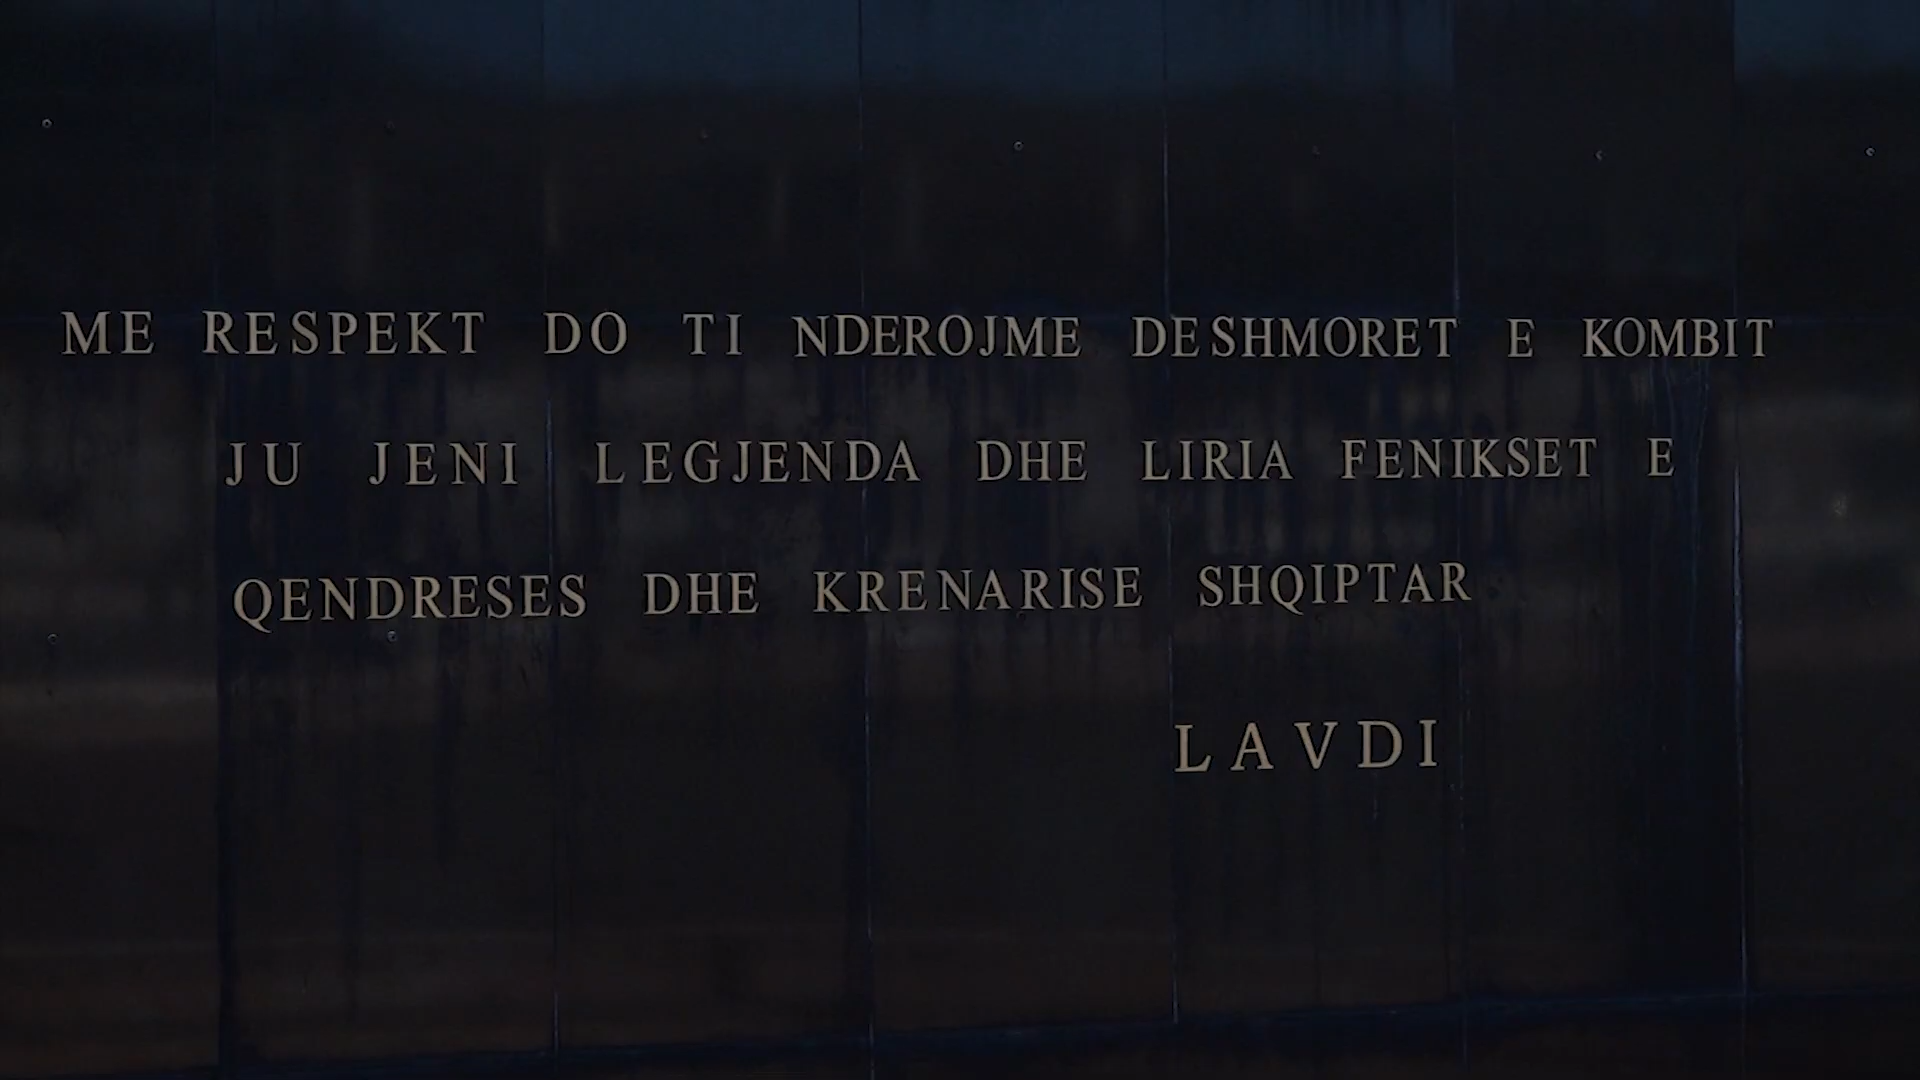 ME RESPEKT DO TI NDEROJME DESHMORET E KOMBIT
JU JENI LEGJENDA DHE LIRIA FENIKSET E
QENDRESES DHE KRENARISE SHQIPTAR
LAVDI